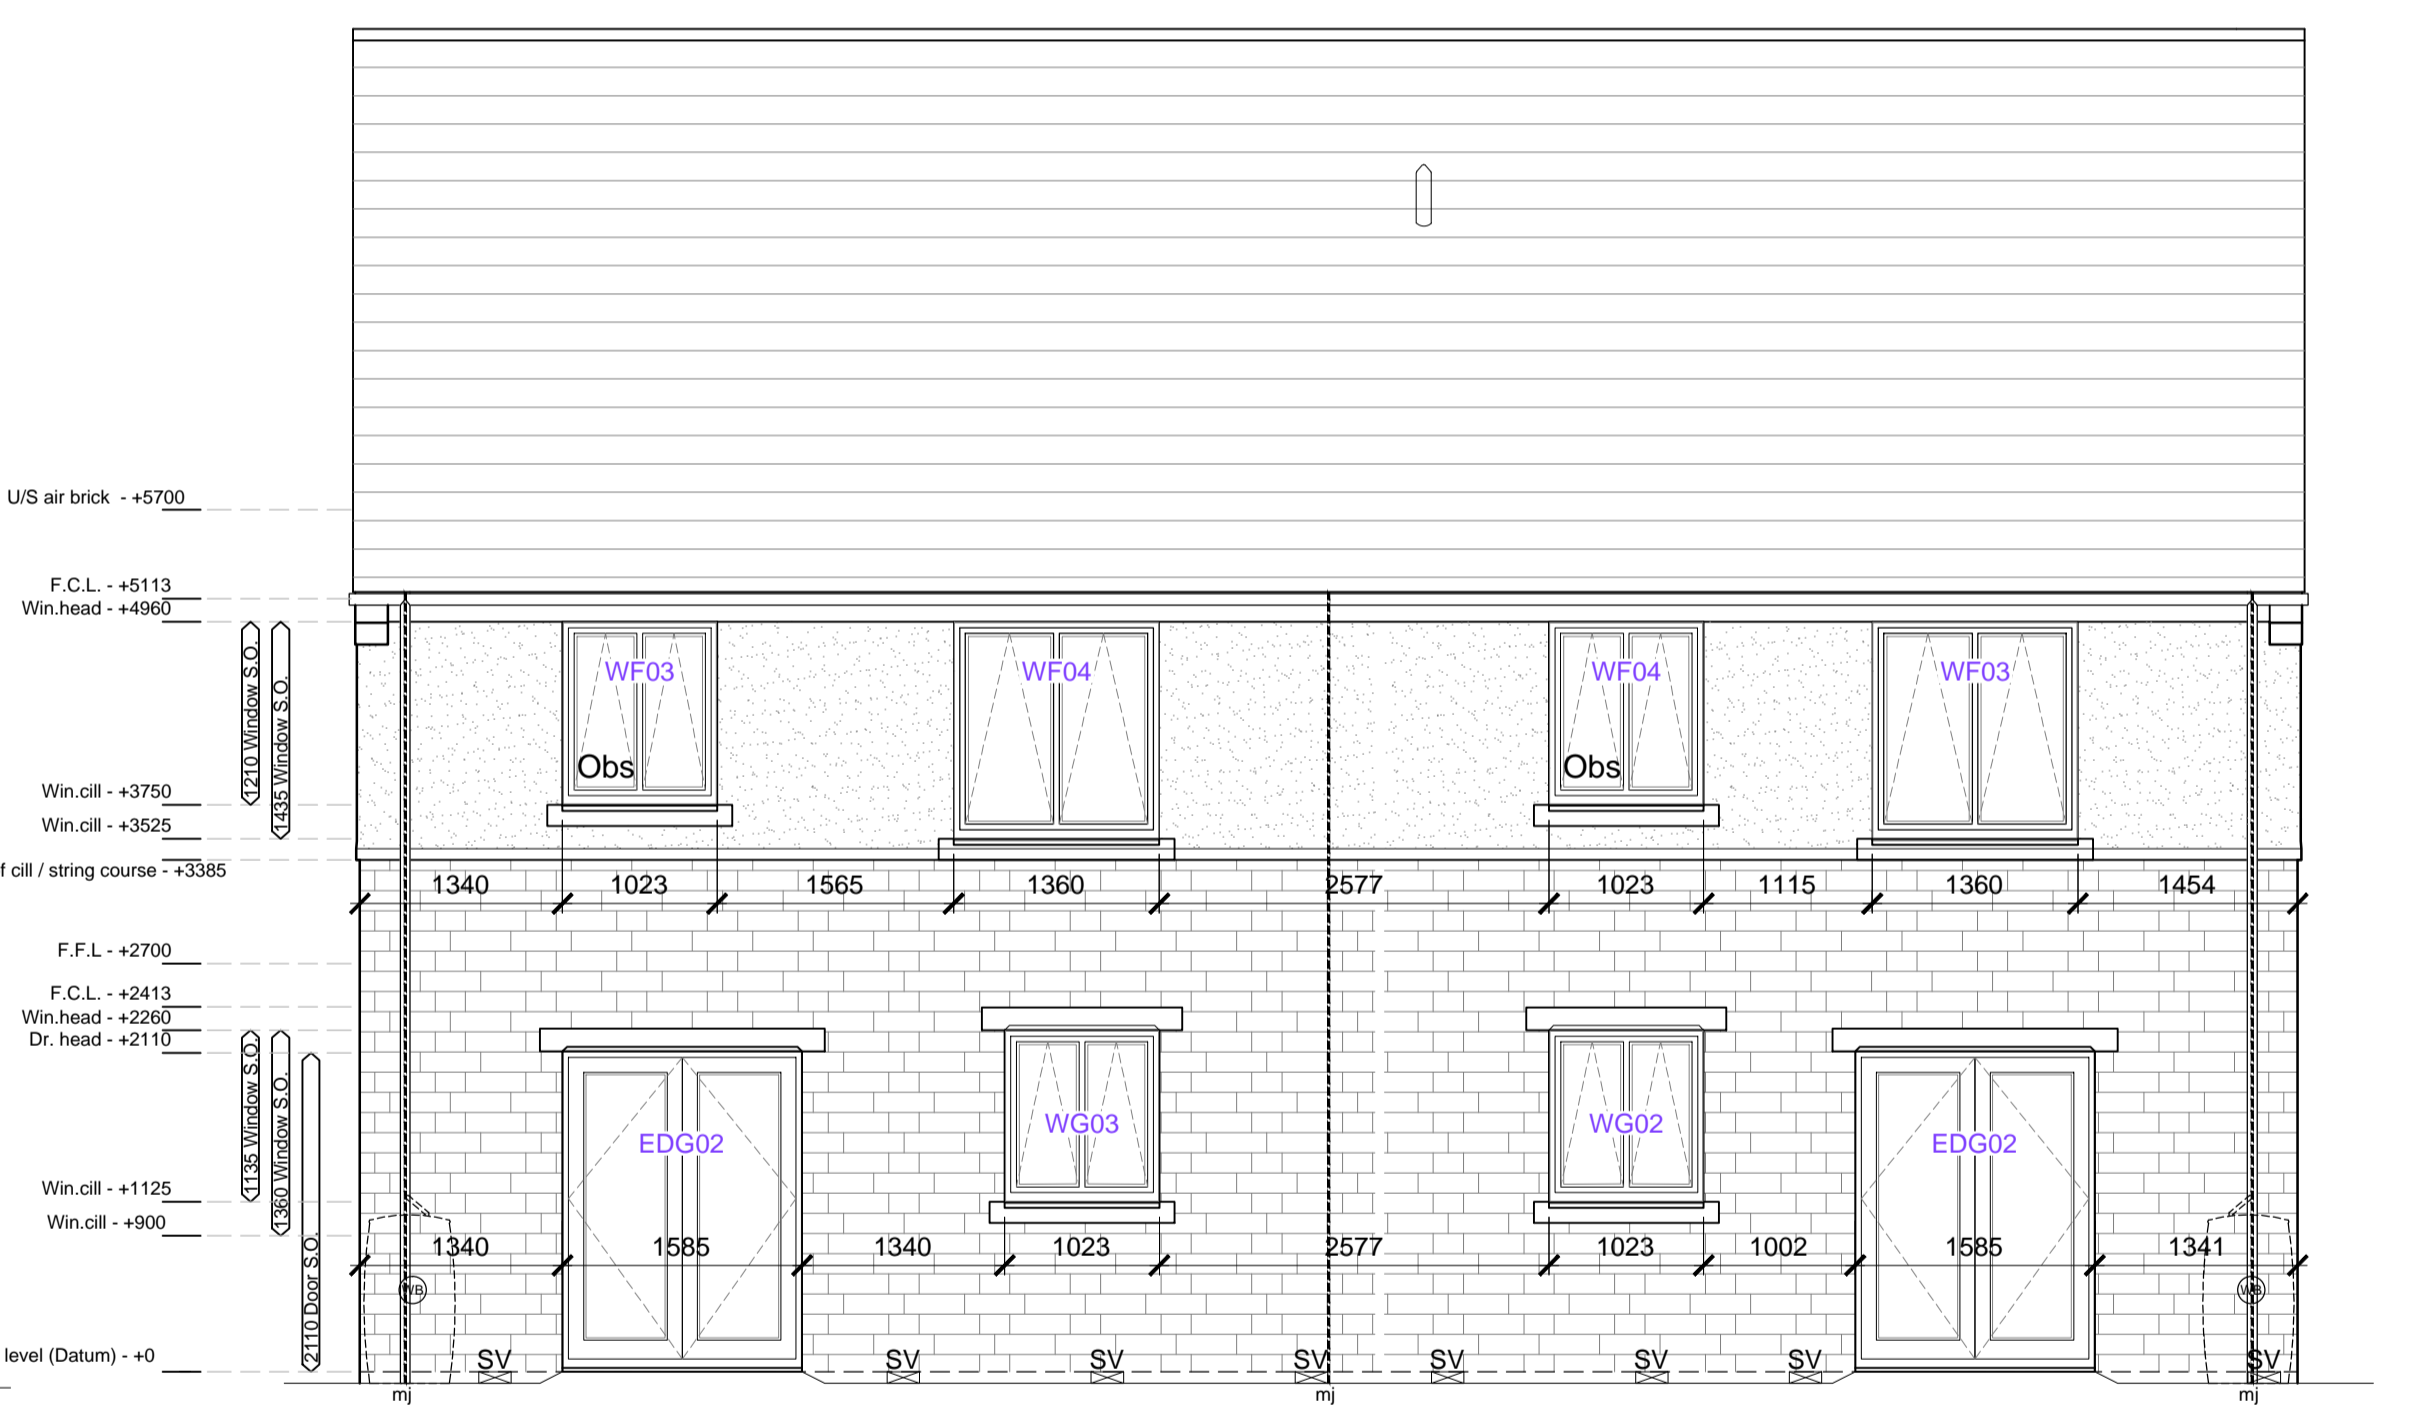 U/S air brick - +5700
F.C.L. - +5113
Win.head - +4960
1210 Window S.O.
1435 Window S.O.
WF03
WF04
WF04
WF03
Obs
Obs
Win.cill - +3750
Win.cill - +3525
f cill / string course - +3385
1340 1023 1565 1360 2577 1023 1115 1360 1454
F.F.L - +2700
F.C.L. - +2413
Win.head - +2260
Dr. head - +2110
1135 Window S.O.
1360 Window S.O.
2110 Door S.O.
EDG02
WG03
WG02
EDG02
Win.cill - +1125
Win.cill - +900
1340 1585 1340 1023 2577 1023 1002 1585 1341
WB
WB
level (Datum) - +0
SV SV SV SV SV SV SV SV
mj mj mj